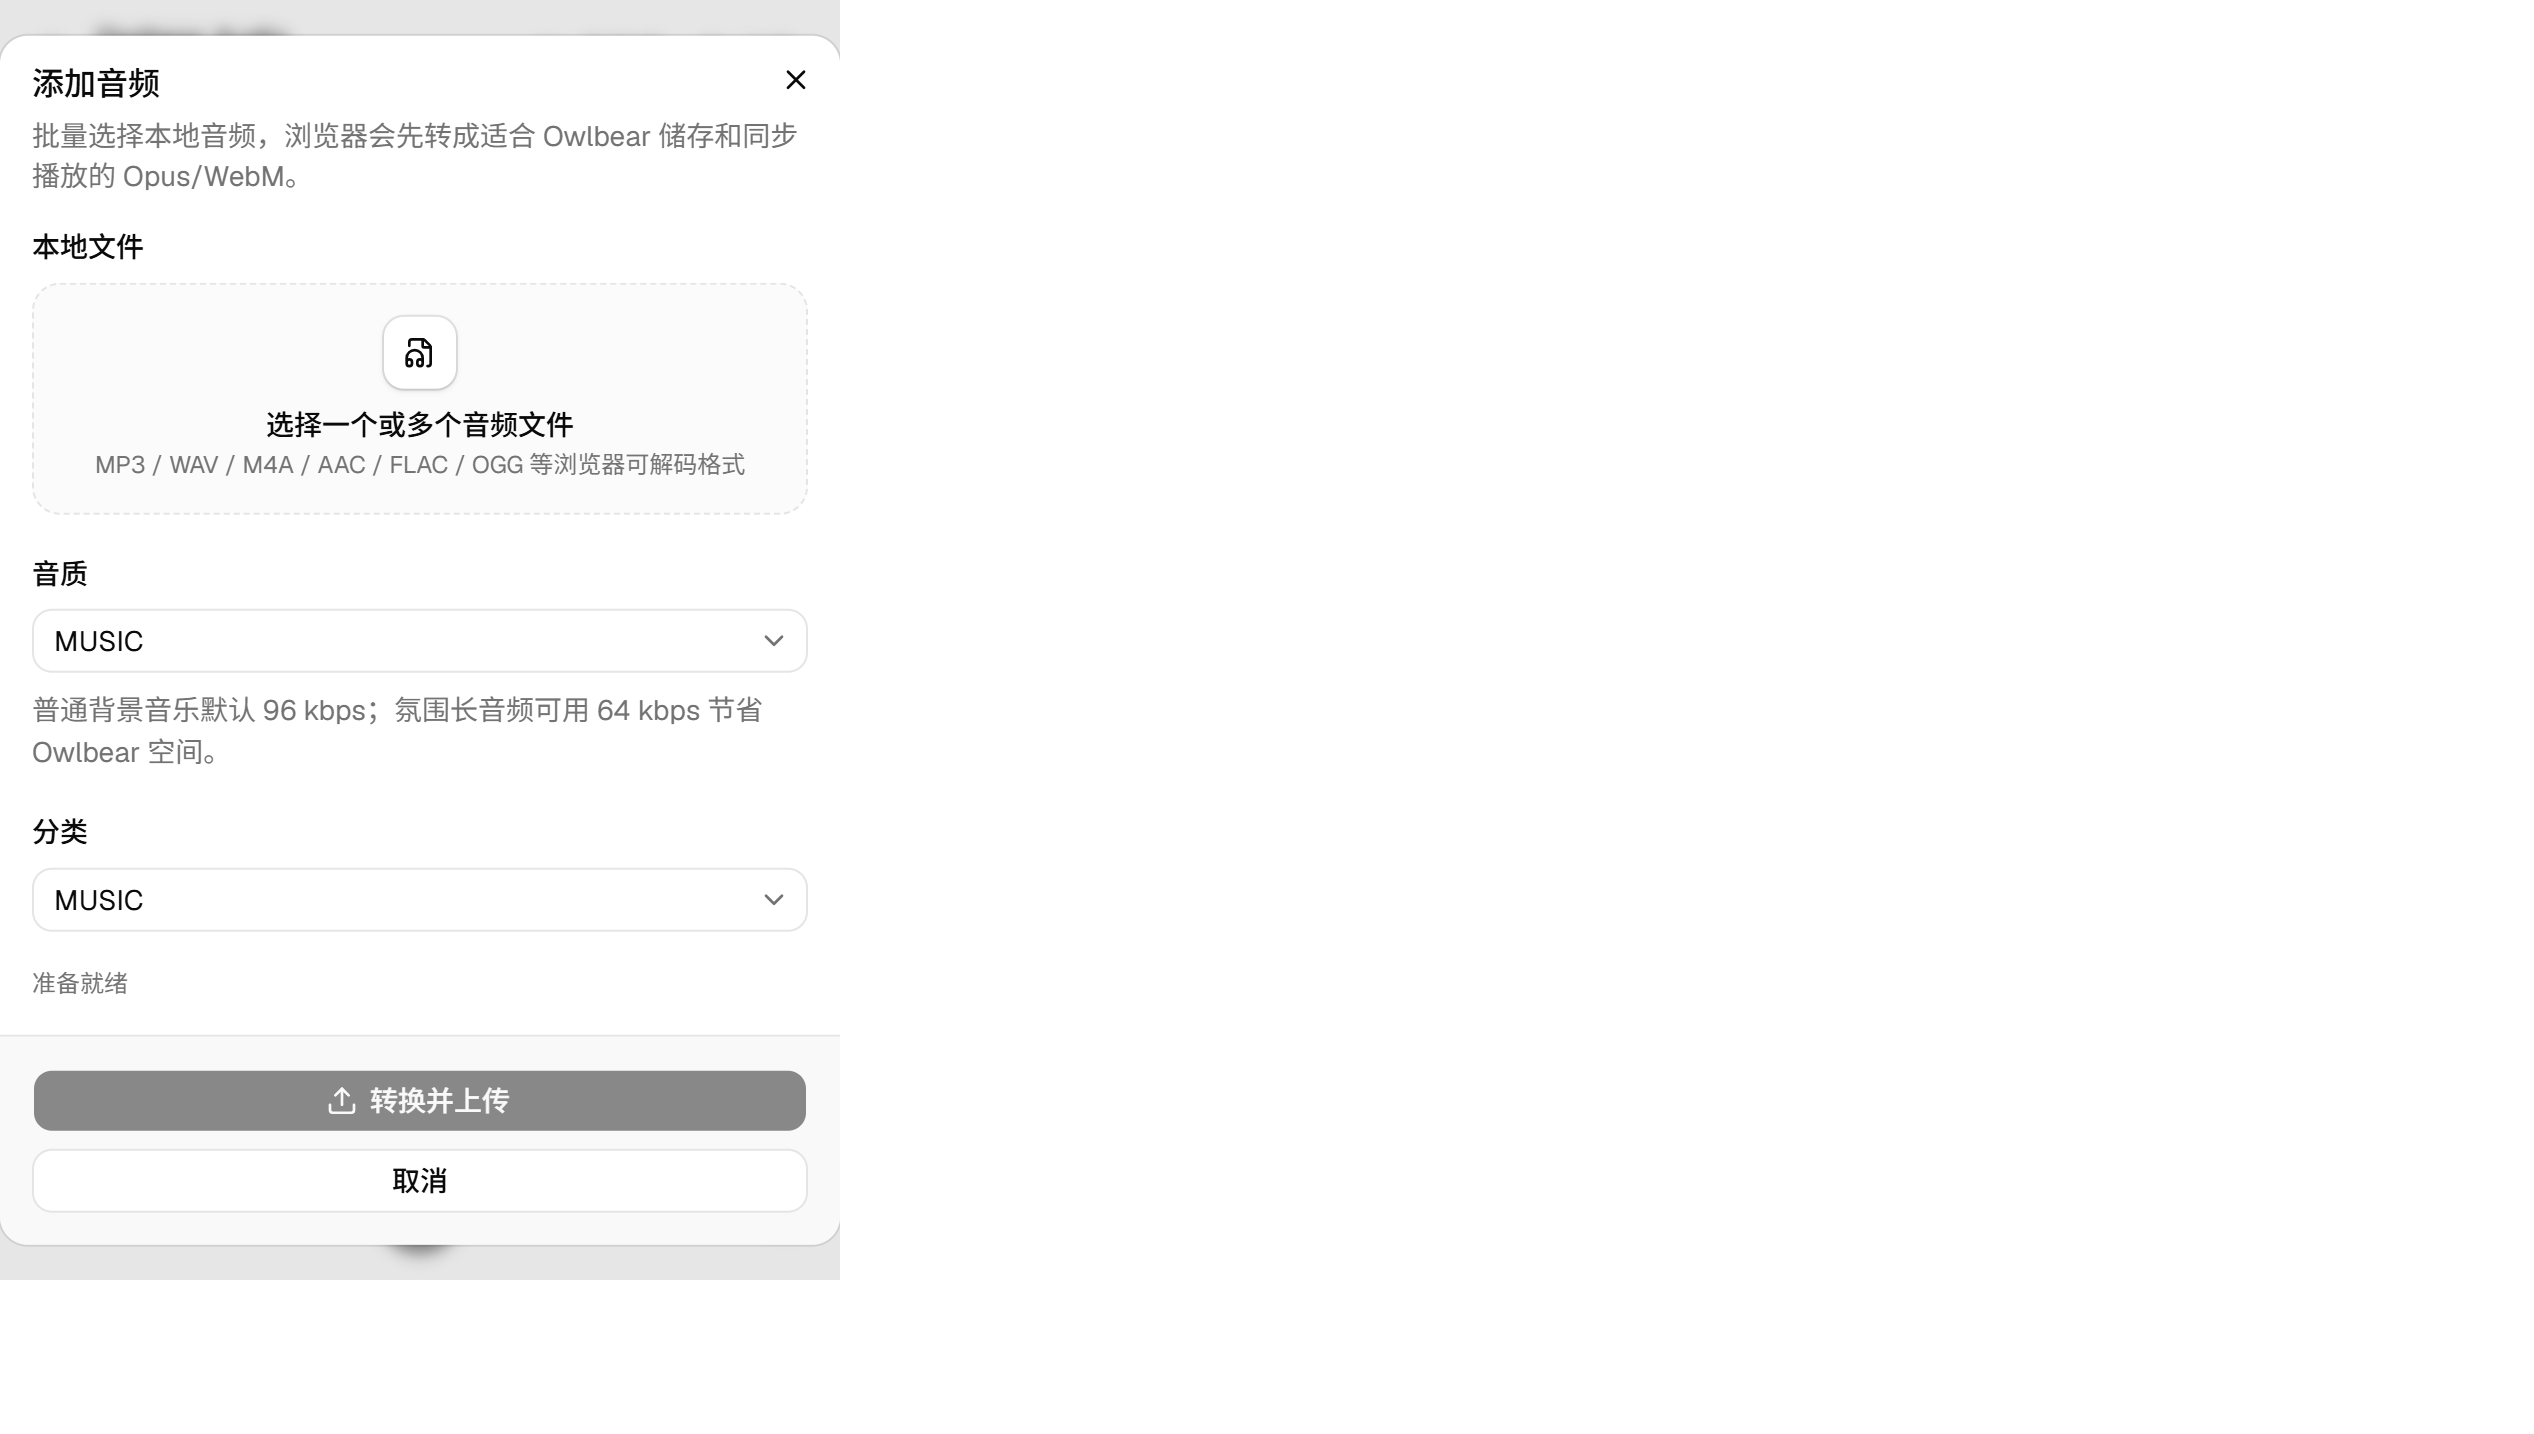 添加音频
批量选择本地音频，浏览器会先转成适合 Owlbear 储存和同步
播放的 Opus/WebM。
本地文件
选择一个或多个音频文件
MP3 / WAV / M4A / AAC / FLAC / OGG 等浏览器可解码格式
音质
MUSIC
普通背景音乐默认 96 kbps；氛围长音频可用 64 kbps 节省
Owlbear 空间。
分类
MUSIC
准备就绪
转换并上传
取消